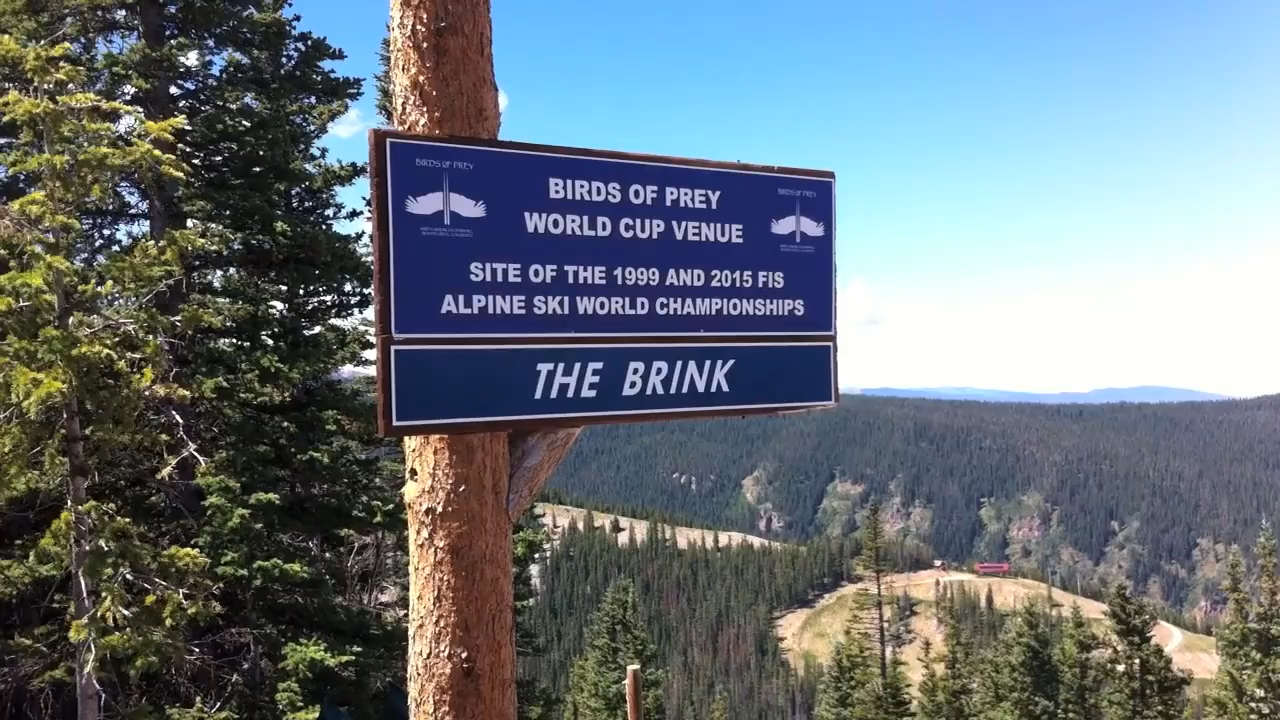 BIRDS OF PREY
BIRDS OF PREY
BIRDS OF PREY
WORLD CUP VENUE
SITE OF THE 1999 AND 2015 FIS
ALPINE SKI WORLD CHAMPIONSHIPS
THE BRINK